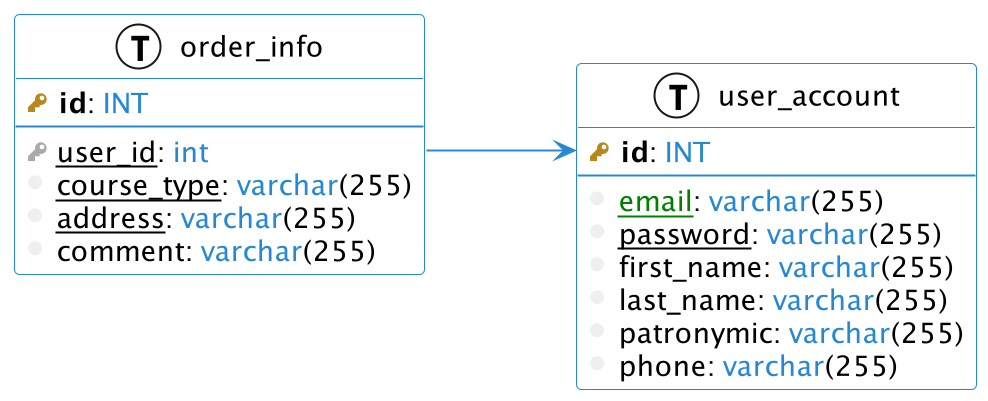 T order_info
id: INT
user_id: int
course_type: varchar(255)
address: varchar(255)
comment: varchar(255)
T user_account
id: INT
email: varchar(255)
password: varchar(255)
first_name: varchar(255)
last_name: varchar(255)
patronymic: varchar(255)
phone: varchar(255)